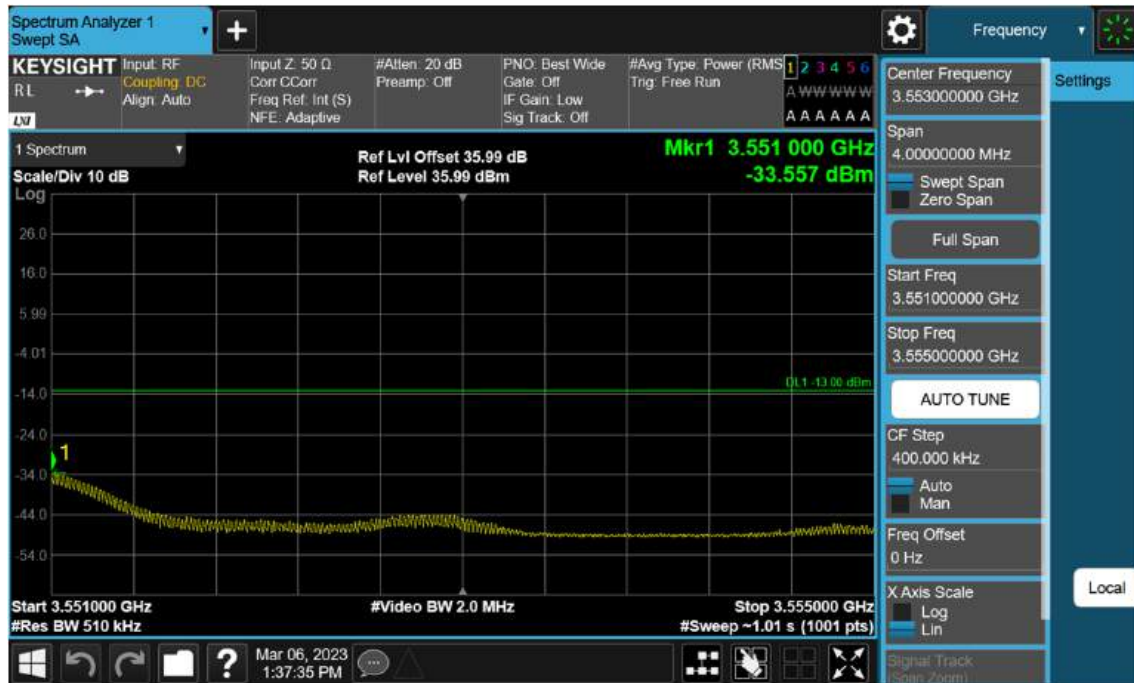 Spectrum Analyzer 1
Swept SA
+
Frequency
KEYSIGHT
RL
LXI
Input: RF
Coupling: DC
Align: Auto
Input Z: 50 Ω
Corr CCorr
Freq Ref: Int (S)
NFE: Adaptive
#Atten: 20 dB
Preamp: Off
PNO: Best Wide
Gate: Off
IF Gain: Low
Sig Track: Off
#Avg Type: Power (RMS
Trig: Free Run
1 2 3 4 5 6
A W W W W W
A A A A A A
1 Spectrum
Scale/Div 10 dB
Log
Ref Lvl Offset 35.99 dB
Ref Level 35.99 dBm
Mkr1 3.551 000 GHz
-33.557 dBm
26.0
16.0
5.99
-4.01
DL1 -13.00 dBm
-14.0
-24.0
1
-34.0
-44.0
-54.0
Start 3.551000 GHz
#Res BW 510 kHz
#Video BW 2.0 MHz
Stop 3.555000 GHz
#Sweep ~1.01 s (1001 pts)
Center Frequency
3.553000000 GHz
Settings
Span
4.00000000 MHz
Swept Span
Zero Span
Full Span
Start Freq
3.551000000 GHz
Stop Freq
3.555000000 GHz
AUTO TUNE
CF Step
400.000 kHz
Auto
Man
Freq Offset
0 Hz
X Axis Scale
Log
Lin
Local
Signal Track
(Span Zoom)
?
Mar 06, 2023
1:37:35 PM